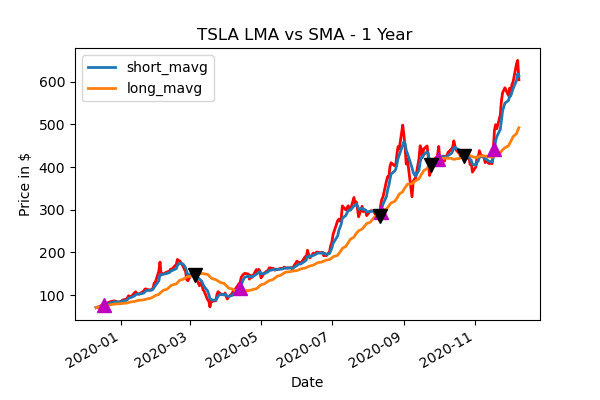 TSLA LMA vs SMA - 1 Year
short_mavg
long_mavg
600
500
400
300
200
100
Price in $
2020-01
2020-03
2020-05
2020-07
2020-09
2020-11
Date